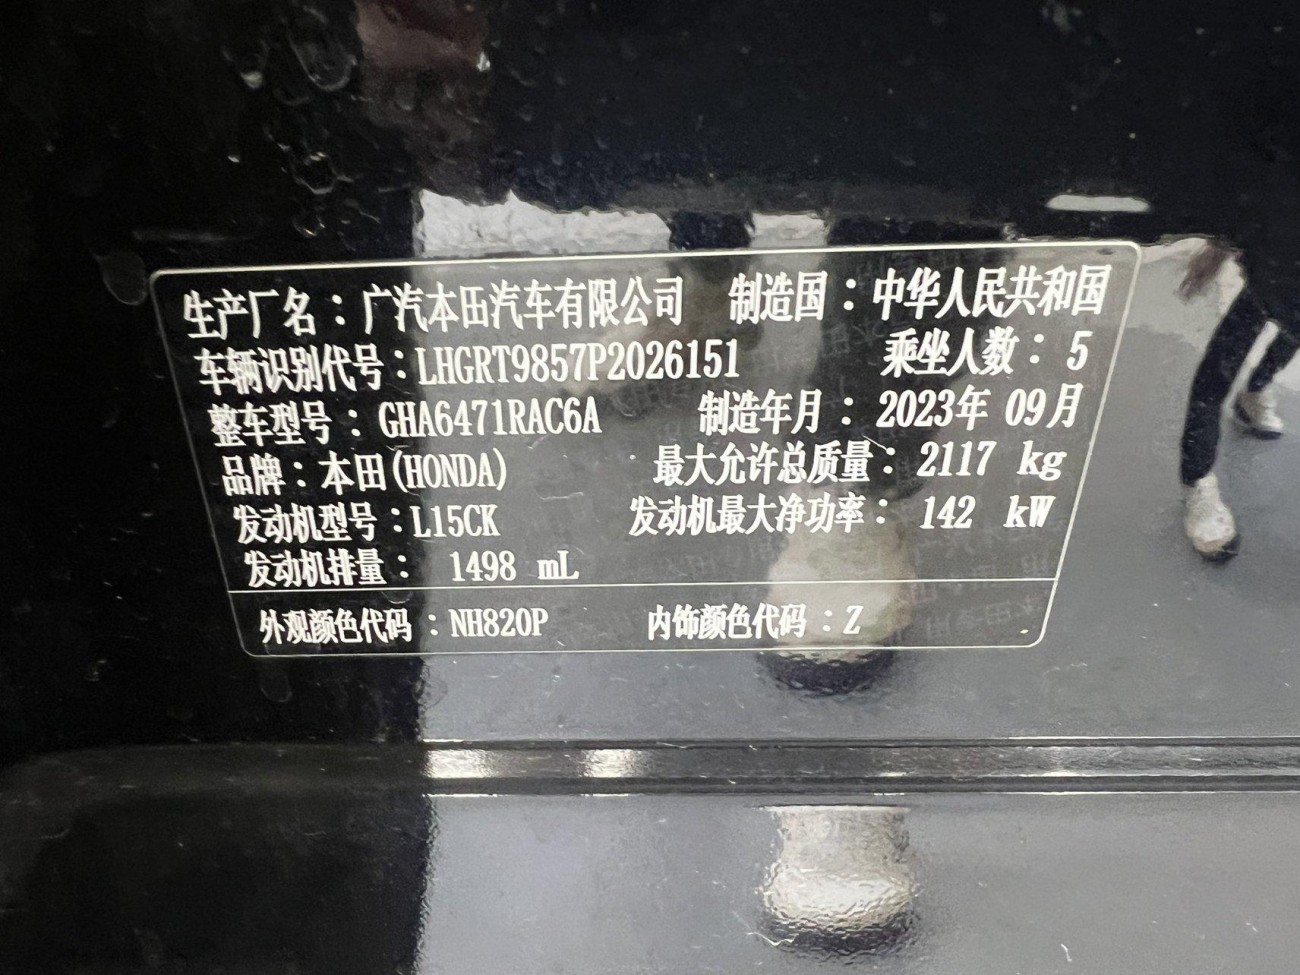 生产厂名：广汽本田汽车有限公司 制造国：中华人民共和国
车辆识别代号：LHGRT9857P2026151 乘坐人数：5
整车型号：GHA6471RAC6A 制造年月：2023年 09月
品牌：本田(HONDA) 最大允许总质量：2117 kg
发动机型号：L15CK 发动机最大净功率：142 kW
发动机排量：1498 mL
外观颜色代码：NH820P 内饰颜色代码：Z